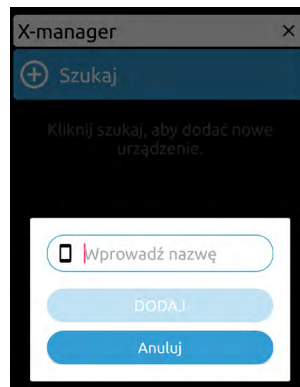 X-manager
Szukaj
Kliknij szukaj, aby dodać nowe
urządzenie.
Wprowadź nazwę
DODAJ
Anuluj